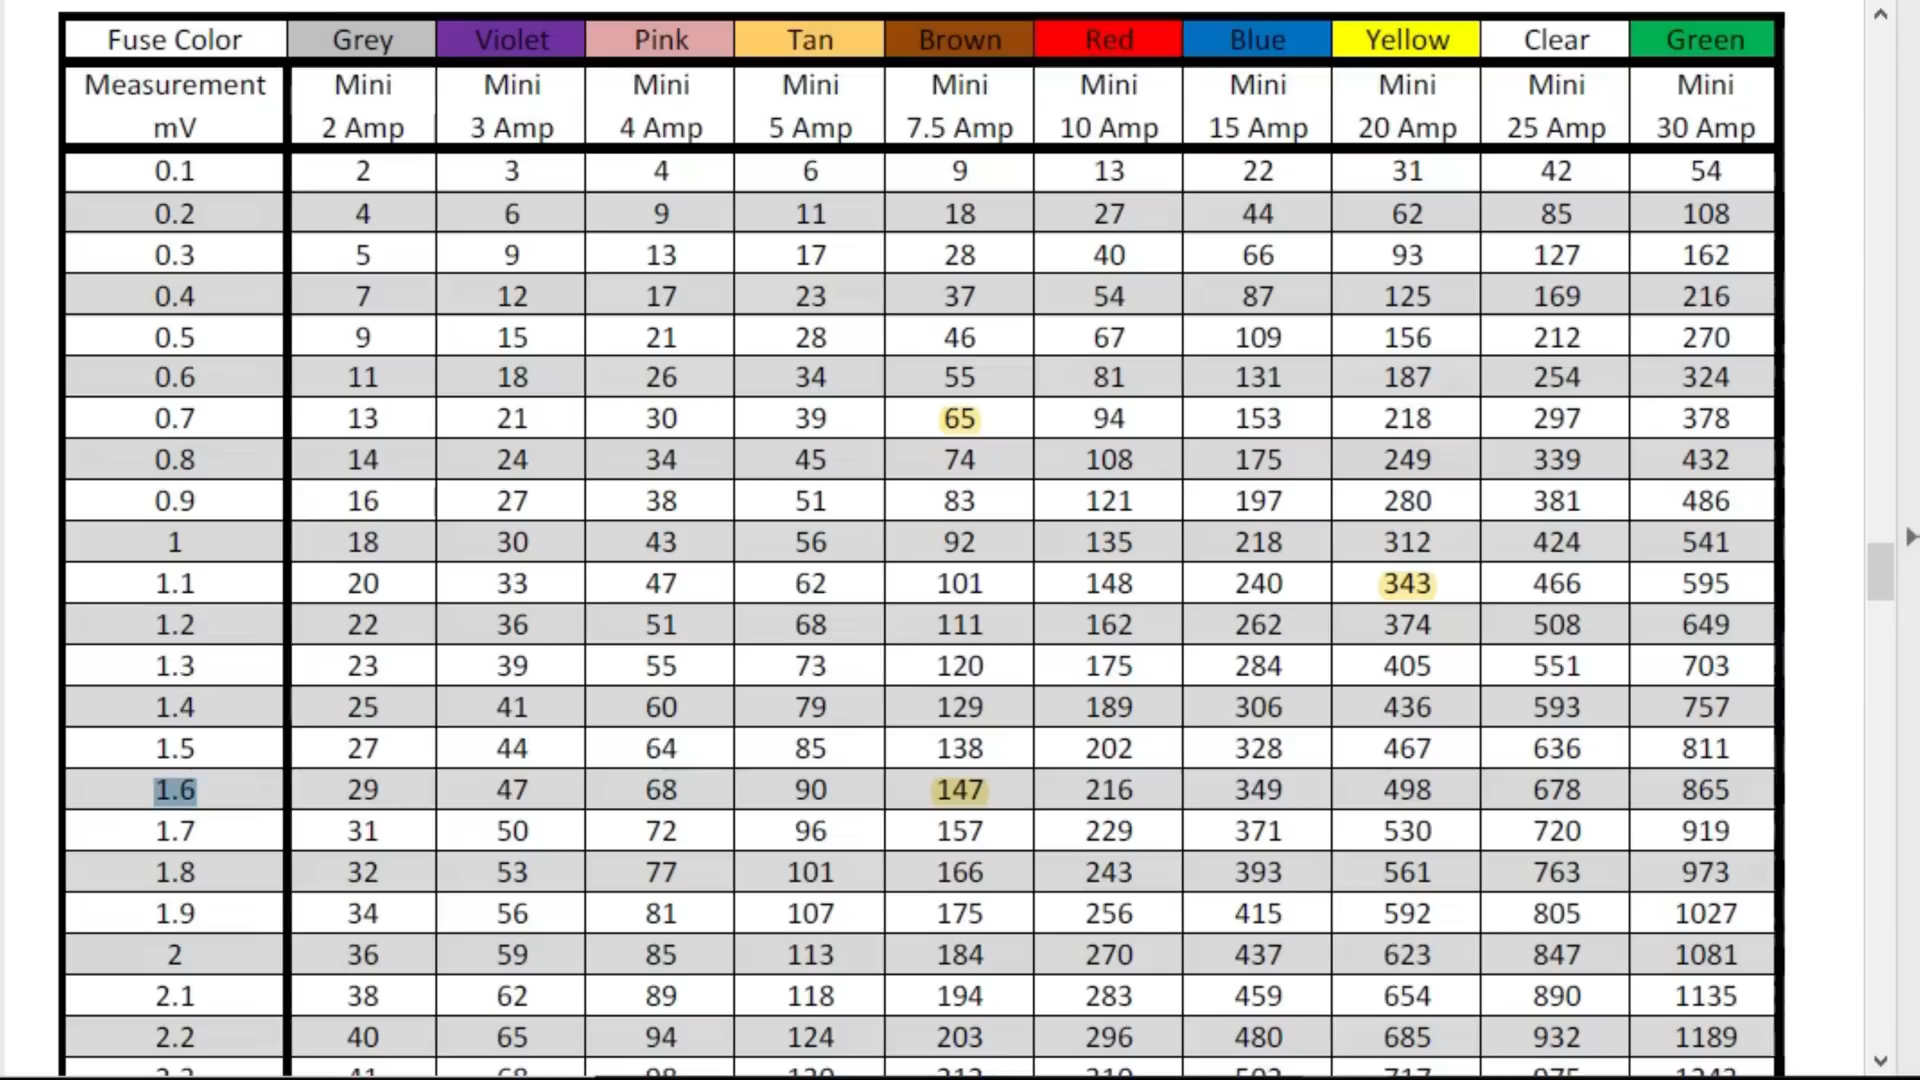 Fuse Color Grey Violet Pink Tan Brown Red Blue Yellow Clear Green
Measurement Mini Mini Mini Mini Mini Mini Mini Mini Mini Mini
mV 2 Amp 3 Amp 4 Amp 5 Amp 7.5 Amp 10 Amp 15 Amp 20 Amp 25 Amp 30 Amp
0.1 2 3 4 6 9 13 22 31 42 54
0.2 4 6 9 11 18 27 44 62 85 108
0.3 5 9 13 17 28 40 66 93 127 162
0.4 7 12 17 23 37 54 87 125 169 216
0.5 9 15 21 28 46 67 109 156 212 270
0.6 11 18 26 34 55 81 131 187 254 324
0.7 13 21 30 39 65 94 153 218 297 378
0.8 14 24 34 45 74 108 175 249 339 432
0.9 16 27 38 51 83 121 197 280 381 486
1 18 30 43 56 92 135 218 312 424 541
1.1 20 33 47 62 101 148 240 343 466 595
1.2 22 36 51 68 111 162 262 374 508 649
1.3 23 39 55 73 120 175 284 405 551 703
1.4 25 41 60 79 129 189 306 436 593 757
1.5 27 44 64 85 138 202 328 467 636 811
1.6 29 47 68 90 147 216 349 498 678 865
1.7 31 50 72 96 157 229 371 530 720 919
1.8 32 53 77 101 166 243 393 561 763 973
1.9 34 56 81 107 175 256 415 592 805 1027
2 36 59 85 113 184 270 437 623 847 1081
2.1 38 62 89 118 194 283 459 654 890 1135
2.2 40 65 94 124 203 296 480 685 932 1189